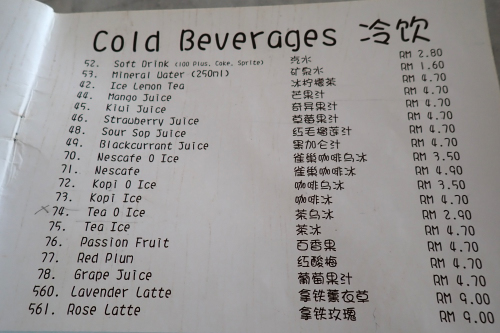 Cold Beverages 冷饮
52. Soft Drink (100 Plus, Coke, Sprite) 汽水 RM 2.80
53. Mineral Water (250ml) 矿泉水 RM 1.60
42. Ice Lemon Tea 冰柠檬茶 RM 4.70
44. Mango Juice 芒果汁 RM 4.70
45. Kiwi Juice 奇异果汁 RM 4.70
46. Strawberry Juice 草莓果汁 RM 4.70
48. Sour Sop Juice 红毛榴莲汁 RM 4.70
49. Blackcurrant Juice 黑加仑汁 RM 4.70
70. Nescafe O Ice 雀巢咖啡乌冰 RM 3.50
71. Nescafe 雀巢咖啡冰 RM 4.90
72. Kopi O Ice 咖啡乌冰 RM 3.50
73. Kopi Ice 咖啡冰 RM 4.70
74. Tea O Ice 茶乌冰 RM 2.90
75. Tea Ice 茶冰 RM 4.70
76. Passion Fruit 百香果 RM 4.70
77. Red Plum 红酸梅 RM 4.70
78. Grape Juice 葡萄果汁 RM 4.70
560. Lavender Latte 拿铁薰衣草 RM 9.00
561. Rose Latte 拿铁玫瑰 RM 9.00